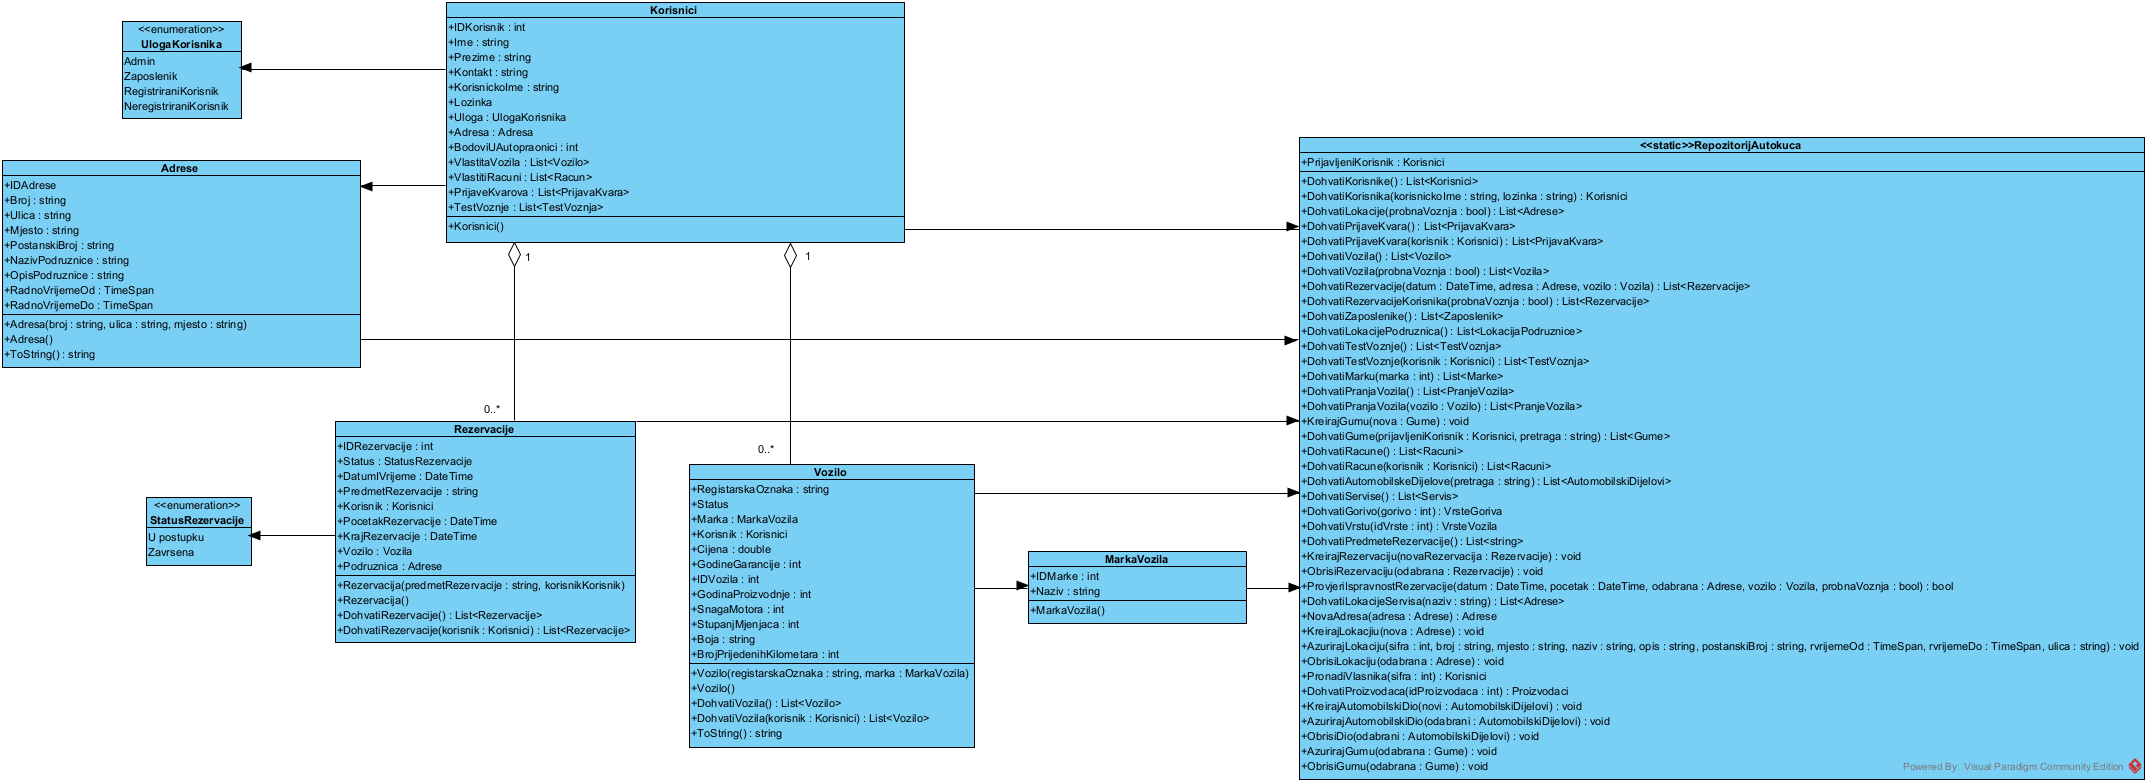 <<enumeration>>
UlogaKorisnika
Admin
Zaposlenik
RegistriraniKorisnik
NeregistriraniKorisnik
Korisnici
+IDKorisnik : int
+Ime : string
+Prezime : string
+Kontakt : string
+KorisnickoIme : string
+Lozinka
+Uloga : UlogaKorisnika
+Adresa : Adresa
+BodoviUAutopraonici : int
+VlastitaVozila : List<Vozilo>
+VlastitiRacuni : List<Racun>
+PrijaveKvarova : List<PrijavaKvara>
+TestVoznje : List<TestVoznja>
+Korisnici()
1
1
Adrese
+IDAdrese
+Broj : string
+Ulica : string
+Mjesto : string
+PostanskiBroj : string
+NazivPodruznice : string
+OpisPodruznice : string
+RadnoVrijemeOd : TimeSpan
+RadnoVrijemeDo : TimeSpan
+Adresa(broj : string, ulica : string, mjesto : string)
+Adresa()
+ToString() : string
0..*
0..*
Rezervacije
+IDRezervacije : int
+Status : StatusRezervacije
+DatumIVrijeme : DateTime
+PredmetRezervacije : string
+Korisnik : Korisnici
+PocetakRezervacije : DateTime
+KrajRezervacije : DateTime
+Vozilo : Vozila
+Podruznica : Adrese
+Rezervacija(predmetRezervacije : string, korisnikKorisnik)
+Rezervacija()
+DohvatiRezervacije() : List<Rezervacije>
+DohvatiRezervacije(korisnik : Korisnici) : List<Rezervacije>
<<enumeration>>
StatusRezervacije
U postupku
Zavrsena
Vozilo
+RegistarskaOznaka : string
+Status
+Marka : MarkaVozila
+Korisnik : Korisnici
+Cijena : double
+GodineGarancije : int
+IDVozila : int
+GodinaProizvodnje : int
+SnagaMotora : int
+StupanjMjenjaca : int
+Boja : string
+BrojPrijedenihKilometara : int
+Vozilo(registarskaOznaka : string, marka : MarkaVozila)
+Vozilo()
+DohvatiVozila() : List<Vozilo>
+DohvatiVozila(korisnik : Korisnici) : List<Vozilo>
+ToString() : string
MarkaVozila
+IDMarke : int
+Naziv : string
+MarkaVozila()
<<static>>RepozitorijAutokuca
+PrijavljeniKorisnik : Korisnici
+DohvatiKorisnike() : List<Korisnici>
+DohvatiKorisnika(korisnickoIme : string, lozinka : string) : Korisnici
+DohvatiLokacije(probnaVoznja : bool) : List<Adrese>
+DohvatiPrijaveKvara() : List<PrijavaKvara>
+DohvatiPrijaveKvara(korisnik : Korisnici) : List<PrijavaKvara>
+DohvatiVozila() : List<Vozilo>
+DohvatiVozila(probnaVoznja : bool) : List<Vozila>
+DohvatiRezervacije(datum : DateTime, adresa : Adrese, vozilo : Vozila) : List<Rezervacije>
+DohvatiRezervacijeKorisnika(probnaVoznja : bool) : List<Rezervacije>
+DohvatiZaposlenike() : List<Zaposlenik>
+DohvatiLokacijePodruznica() : List<LokacijaPodruznice>
+DohvatiTestVoznje() : List<TestVoznja>
+DohvatiTestVoznje(korisnik : Korisnici) : List<TestVoznja>
+DohvatiMarku(marka : int) : List<Marke>
+DohvatiPranjaVozila() : List<PranjeVozila>
+DohvatiPranjaVozila(vozilo : Vozilo) : List<PranjeVozila>
+KreirajGumu(nova : Gume) : void
+DohvatiGume(prijavljeniKorisnik : Korisnici, pretraga : string) : List<Gume>
+DohvatiRacune() : List<Racuni>
+DohvatiRacune(korisnik : Korisnici) : List<Racuni>
+DohvatiAutomobilskeDijelove(pretraga : string) : List<AutomobilskiDijelovi>
+DohvatiServise() : List<Servis>
+DohvatiGorivo(gorivo : int) : VrsteGoriva
+DohvatiVrstu(idVrste : int) : VrsteVozila
+DohvatiPredmeteRezervacije() : List<string>
+KreirajRezervaciju(novaRezervacija : Rezervacije) : void
+ObrisiRezervaciju(odabrana : Rezervacije) : void
+ProvjeriIspravnostRezervacije(datum : DateTime, pocetak : DateTime, odabrana : Adrese, vozilo : Vozila, probnaVoznja : bool) : bool
+DohvatiLokacijeServisa(naziv : string) : List<Adrese>
+NovaAdresa(adresa : Adrese) : Adrese
+KreirajLokacjiu(nova : Adrese) : void
+AzurirajLokaciju(sifra : int, broj : string, mjesto : string, naziv : string, opis : string, postanskiBroj : string, rvrijemeOd : TimeSpan, rvrijemeDo : TimeSpan, ulica : string) : void
+ObrisiLokaciju(odabrana : Adrese) : void
+PronadiVlasnika(sifra : int) : Korisnici
+DohvatiProizvodaca(idProizvodaca : int) : Proizvodaci
+KreirajAutomobilskiDio(novi : AutomobilskiDijelovi) : void
+AzurirajAutomobilskiDio(odabrani : AutomobilskiDijelovi) : void
+ObrisiDio(odabrani : AutomobilskiDijelovi) : void
+AzurirajGumu(odabrana : Gume) : void
+ObrisiGumu(odabrana : Gume) : void
Powered By Visual Paradigm Community Edition